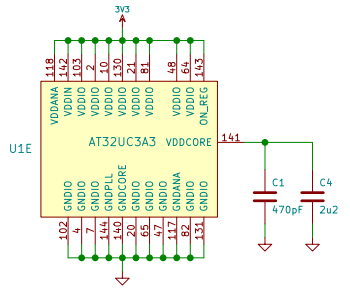 3V3
118
142
103
2
10
130
21
81
48
64
143
VDDANA
VDDIN
VDDIO
VDDIO
VDDIO
VDDIO
VDDIO
VDDIO
VDDIO
VDDIO
ON_REG
U1E
AT32UC3A3
VDDCORE
141
GNDIO
GNDIO
GNDIO
GNDPLL
GNDCORE
GNDIO
GNDIO
GNDIO
GNDANA
GNDIO
GNDIO
102
4
7
144
140
20
65
47
117
82
131
C1
470pF
C4
2u2